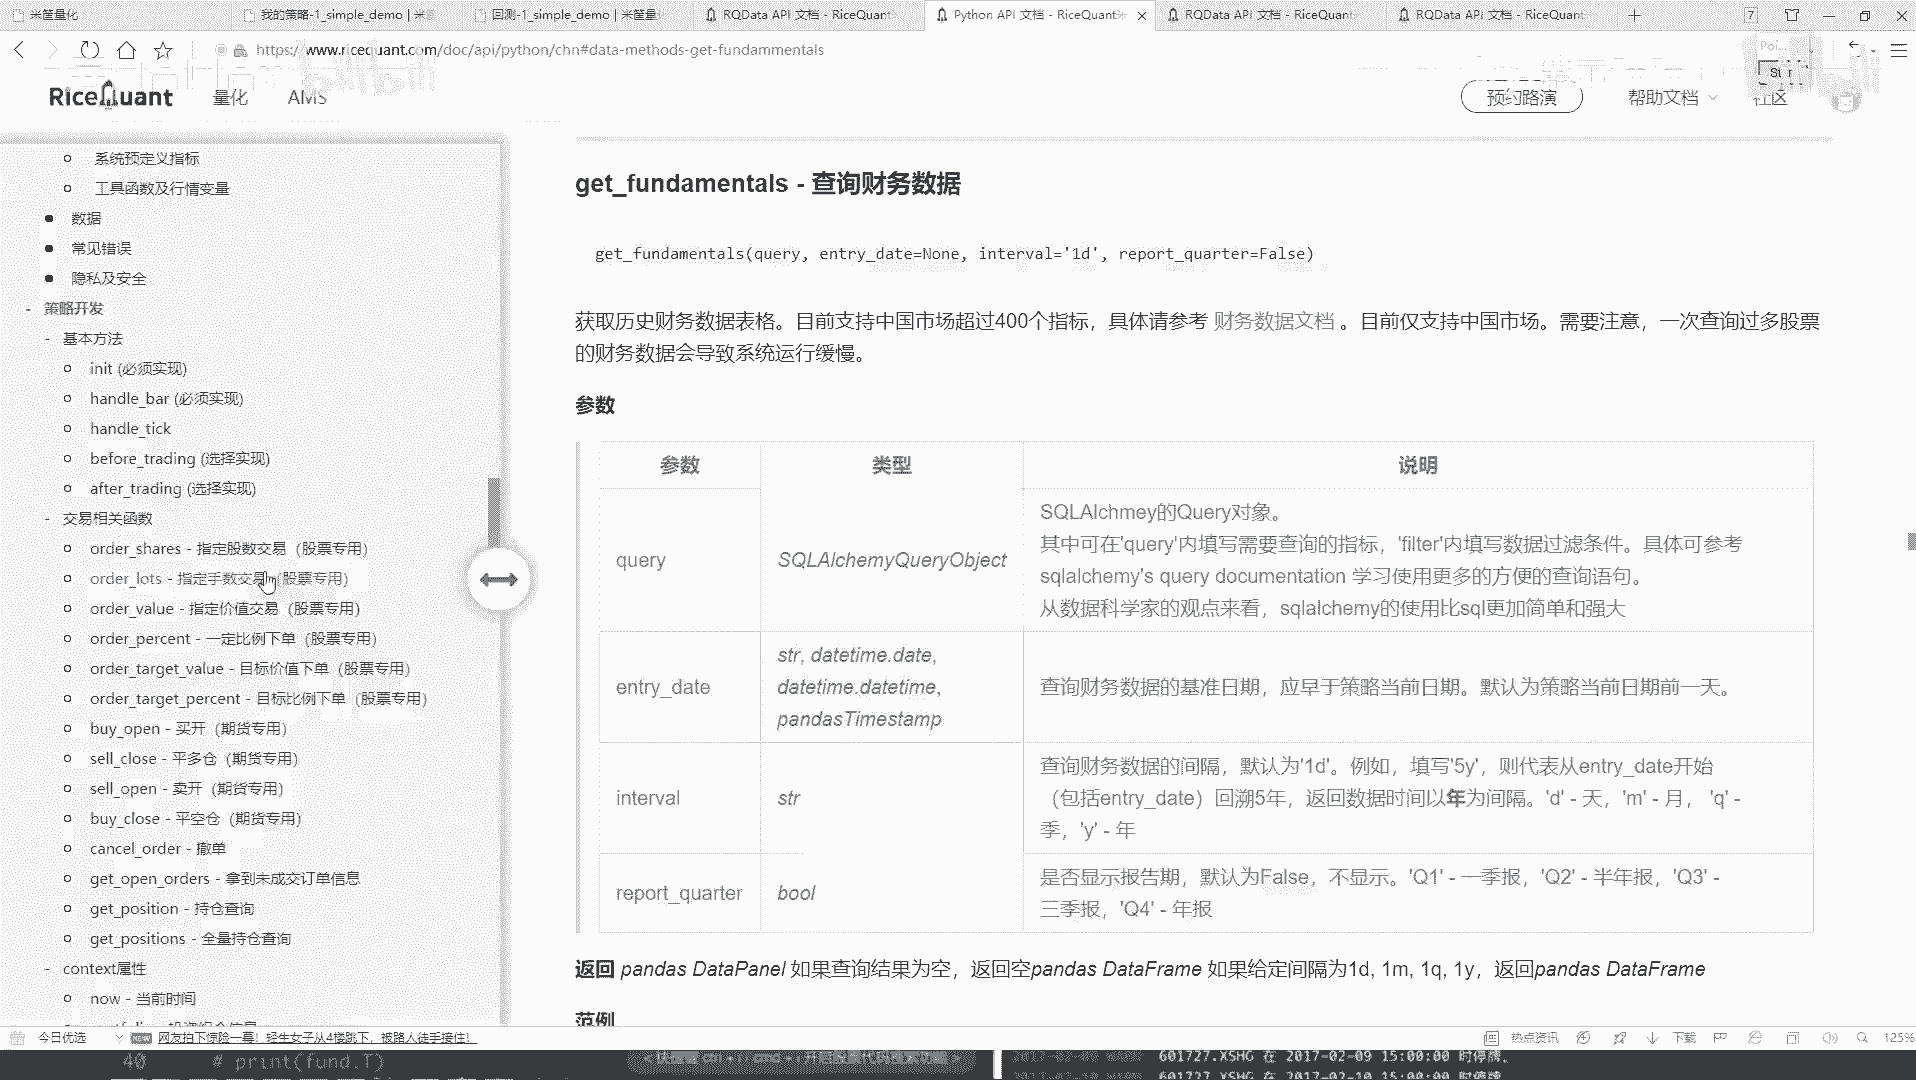 米筐量化
我的策略-1_simple_demo | 米筐
回测-1_simple_demo | 米筐量化
RQData API 文档 - RiceQuant
Python API 文档 - RiceQuant
RQData API 文档 - RiceQuant
RQData API 文档 - RiceQuant
7
https://www.ricequant.com/doc/api/python/chn#data-methods-get-fundammentals
RiceQuant
量化
AMS
预约路演
帮助文档
社区
系统预定义指标
工具函数及行情变量
数据
常见错误
隐私及安全
- 策略开发
- 基本方法
init (必须实现)
handle_bar (必须实现)
handle_tick
before_trading (选择实现)
after_trading (选择实现)
- 交易相关函数
order_shares - 指定股数交易（股票专用）
order_lots - 指定手数交易（股票专用）
order_value - 指定价值交易（股票专用）
order_percent - 一定比例下单（股票专用）
order_target_value - 目标价值下单（股票专用）
order_target_percent - 目标比例下单（股票专用）
buy_open - 买开（期货专用）
sell_close - 平多仓（期货专用）
sell_open - 卖开（期货专用）
buy_close - 平空仓（期货专用）
cancel_order - 撤单
get_open_orders - 拿到未成交订单信息
get_position - 持仓查询
get_positions - 全量持仓查询
- context属性
now - 当前时间
get_fundamentals - 查询财务数据
get_fundamentals(query, entry_date=None, interval='1d', report_quarter=False)
获取历史财务数据表格。目前支持中国市场超过400个指标，具体请参考 财务数据文档 。目前仅支持中国市场。需要注意，一次查询过多股票
的财务数据会导致系统运行缓慢。
参数
参数 类型 说明
query
SQLAlchemyQueryObject
SQLAlchmey的Query对象。
其中可在'query'内填写需要查询的指标，'filter'内填写数据过滤条件。具体可参考
sqlalchemy's query documentation 学习使用更多的方便的查询语句。
从数据科学家的观点来看，sqlalchemy的使用比sql更加简单和强大
entry_date
str, datetime.date,
datetime.datetime,
pandasTimestamp
查询财务数据的基准日期，应早于策略当前日期。默认为策略当前日期前一天。
interval
str
查询财务数据的间隔，默认为'1d'。例如，填写'5y'，则代表从entry_date开始
（包括entry_date）回溯5年，返回数据时间以年为间隔。'd' - 天，'m' - 月， 'q' -
季，'y' - 年
report_quarter
bool
是否显示报告期，默认为False，不显示。'Q1' - 一季报，'Q2' - 半年报，'Q3' -
三季报，'Q4' - 年报
返回 pandas DataPanel 如果查询结果为空，返回空pandas DataFrame 如果给定间隔为1d, 1m, 1q, 1y，返回pandas DataFrame
范例
今日优选
网友拍下惊险一幕！轻生女子从4楼跳下，被路人徒手接住！
热点资讯
下载
125%
40 # print(fund.T)
601727.XSHG 在 2017-02-09 15:00:00 时停牌。
601727.XSHG 在 2017-02-10 15:00:00 时停牌。